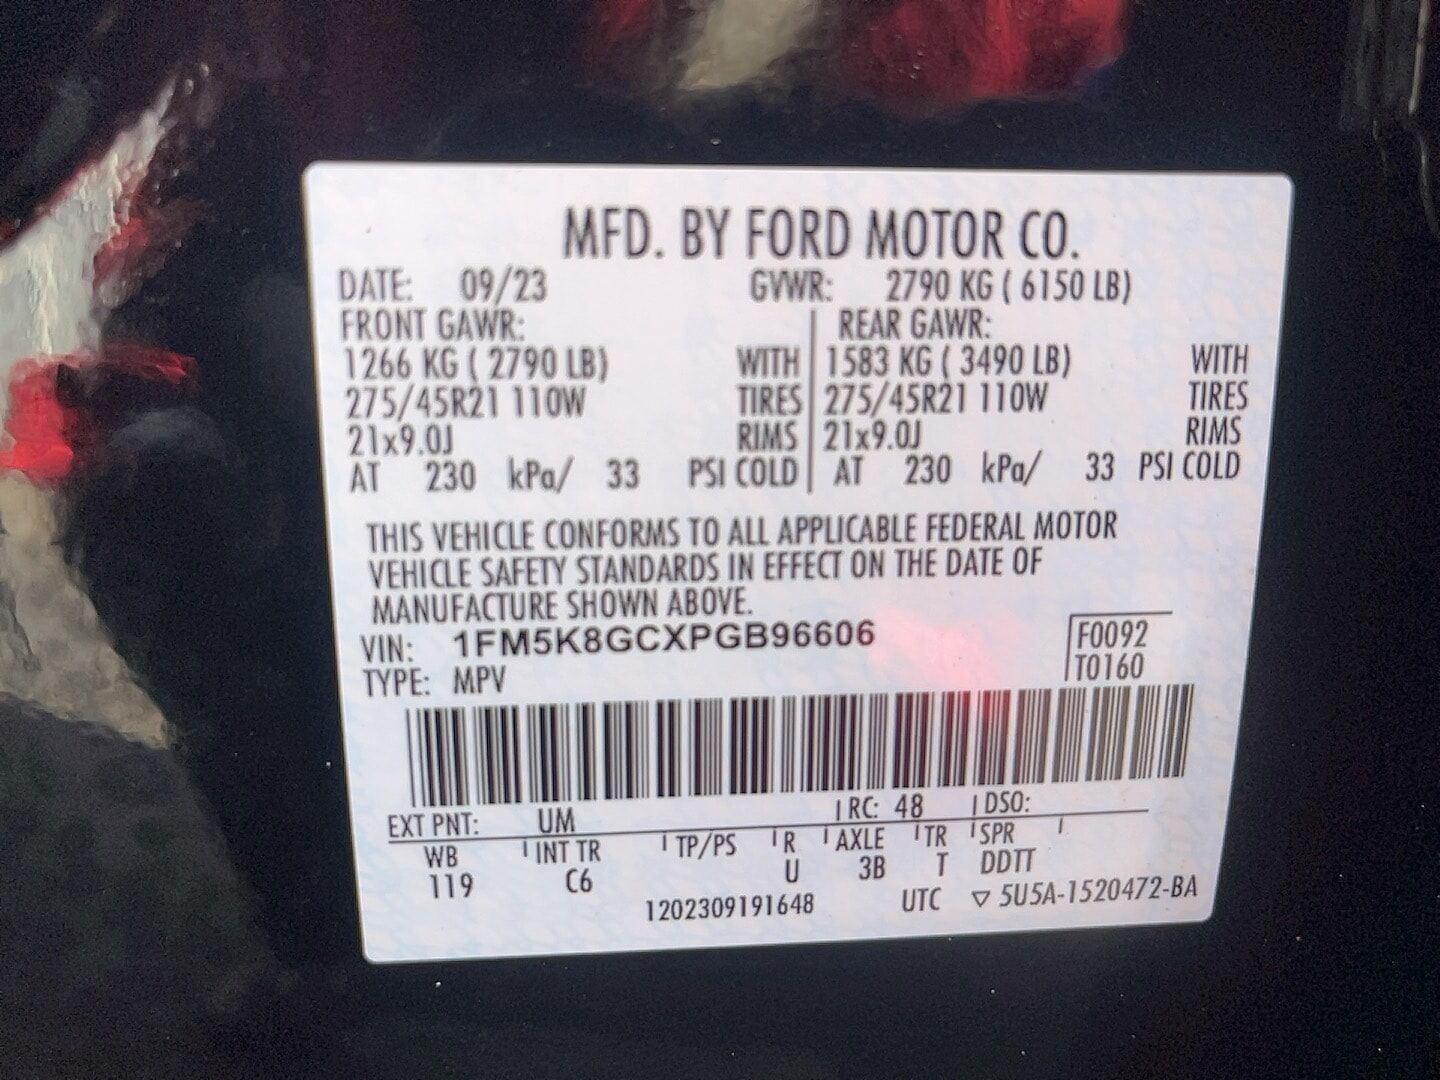 MFD. BY FORD MOTOR CO.
DATE: 09/23 GVWR: 2790 KG ( 6150 LB)
FRONT GAWR: REAR GAWR:
1266 KG ( 2790 LB) WITH 1583 KG ( 3490 LB) WITH
275/45R21 110W TIRES 275/45R21 110W TIRES
21x9.0J RIMS 21x9.0J RIMS
AT 230 kPa/ 33 PSI COLD AT 230 kPa/ 33 PSI COLD
THIS VEHICLE CONFORMS TO ALL APPLICABLE FEDERAL MOTOR
VEHICLE SAFETY STANDARDS IN EFFECT ON THE DATE OF
MANUFACTURE SHOWN ABOVE.
VIN: 1FM5K8GCXPGB96606 F0092
TYPE: MPV T0160
EXT PNT: UM RC: 48 DSO:
WB INT TR TP/PS R AXLE TR SPR
119 C6 U 3B T DDTT
1202309191648 UTC ▽ 5U5A-1520472-BA